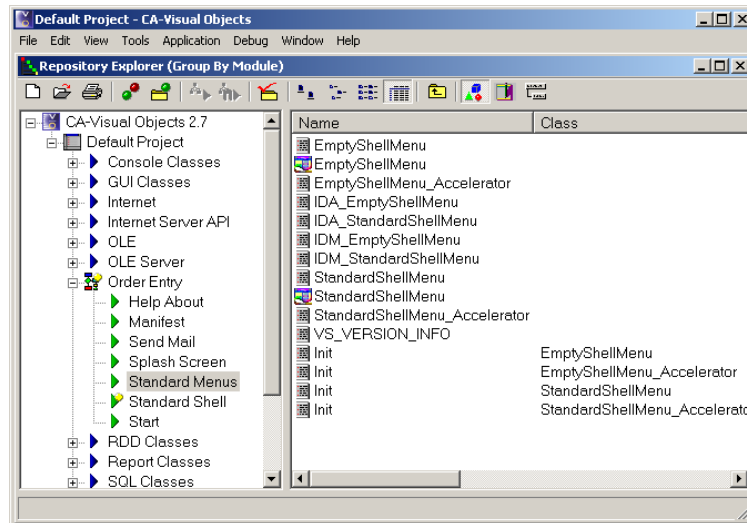 Default Project - CA-Visual Objects
File Edit View Tools Application Debug Window Help
Repository Explorer (Group By Module)
CA-Visual Objects 2.7
Default Project
Console Classes
GUI Classes
Internet
Internet Server API
OLE
OLE Server
Order Entry
Help About
Manifest
Send Mail
Splash Screen
Standard Menus
Standard Shell
Start
RDD Classes
Report Classes
SQL Classes
Name Class
EmptyShellMenu
EmptyShellMenu
EmptyShellMenu_Accelerator
IDA_EmptyShellMenu
IDA_StandardShellMenu
IDM_EmptyShellMenu
IDM_StandardShellMenu
StandardShellMenu
StandardShellMenu
StandardShellMenu_Accelerator
VS_VERSION_INFO
Init EmptyShellMenu
Init EmptyShellMenu_Accelerator
Init StandardShellMenu
Init StandardShellMenu_Accelerato